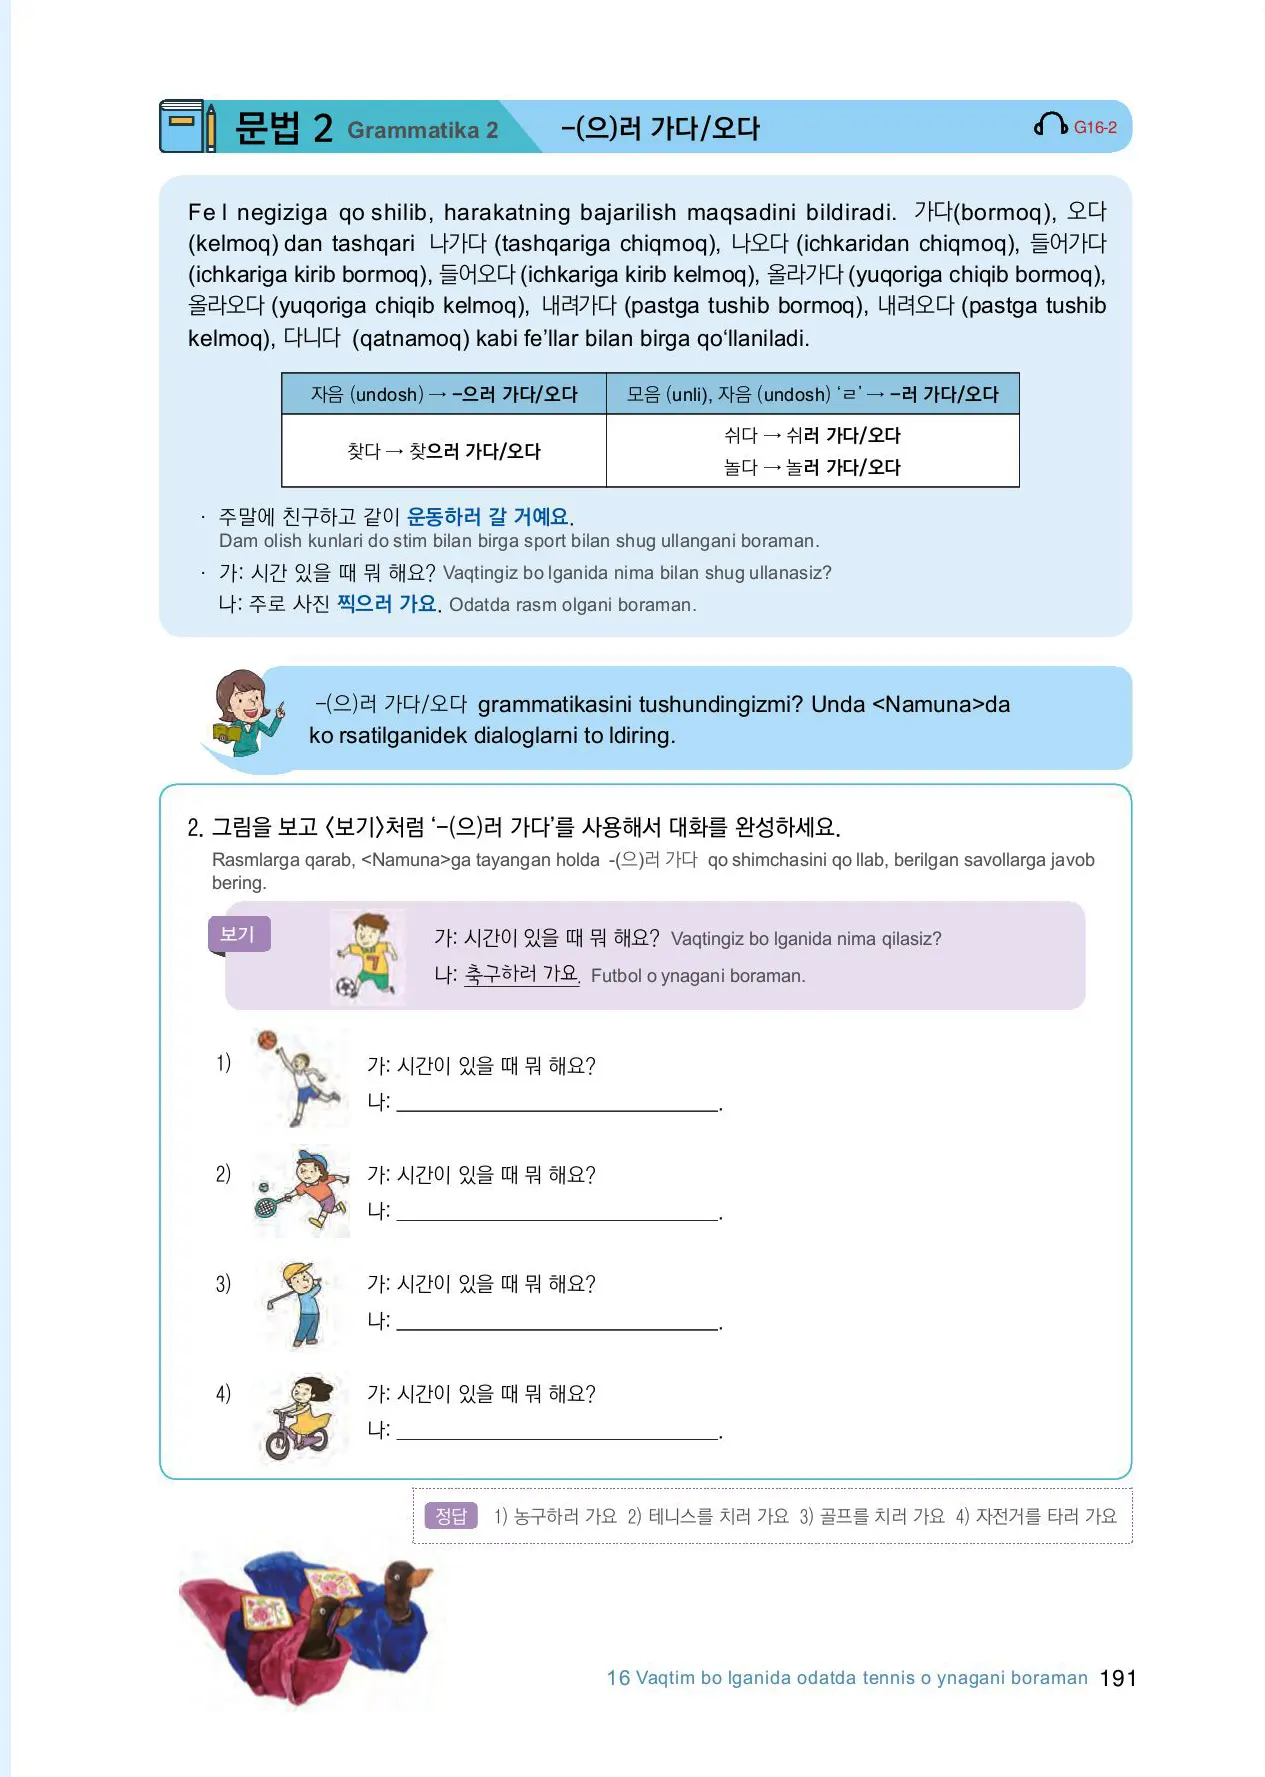 문법 2 Grammatika 2 -(으)러 가다/오다 G16-2
Fe l negiziga qo shilib, harakatning bajarilish maqsadini bildiradi. 가다(bormoq), 오다
(kelmoq) dan tashqari 나가다 (tashqariga chiqmoq), 나오다 (ichkaridan chiqmoq), 들어가다
(ichkariga kirib bormoq), 들어오다 (ichkariga kirib kelmoq), 올라가다 (yuqoriga chiqib bormoq),
올라오다 (yuqoriga chiqib kelmoq), 내려가다 (pastga tushib bormoq), 내려오다 (pastga tushib
kelmoq), 다니다 (qatnamoq) kabi fe’llar bilan birga qo‘llaniladi.
자음 (undosh) → -으러 가다/오다 모음 (unli), 자음 (undosh) ‘ㄹ’ → -러 가다/오다
찾다 → 찾으러 가다/오다
쉬다 → 쉬러 가다/오다
놀다 → 놀러 가다/오다
· 주말에 친구하고 같이 운동하러 갈 거예요.
Dam olish kunlari do stim bilan birga sport bilan shug ullangani boraman.
· 가: 시간 있을 때 뭐 해요? Vaqtingiz bo lganida nima bilan shug ullanasiz?
나: 주로 사진 찍으러 가요. Odatda rasm olgani boraman.
-(으)러 가다/오다 grammatikasini tushundingizmi? Unda <Namuna>da
ko rsatilganidek dialoglarni to ldiring.
2. 그림을 보고 〈보기〉처럼 ‘-(으)러 가다’를 사용해서 대화를 완성하세요.
Rasmlarga qarab, <Namuna>ga tayangan holda -(으)러 가다 qo shimchasini qo llab, berilgan savollarga javob
bering.
보기
가: 시간이 있을 때 뭐 해요? Vaqtingiz bo lganida nima qilasiz?
나: 축구하러 가요. Futbol o ynagani boraman.
7
1) 가: 시간이 있을 때 뭐 해요?
나: ______________________________.
2) 가: 시간이 있을 때 뭐 해요?
나: ______________________________.
3) 가: 시간이 있을 때 뭐 해요?
나: ______________________________.
4) 가: 시간이 있을 때 뭐 해요?
나: ______________________________.
정답 1) 농구하러 가요 2) 테니스를 치러 가요 3) 골프를 치러 가요 4) 자전거를 타러 가요
16 Vaqtim bo lganida odatda tennis o ynagani boraman 191